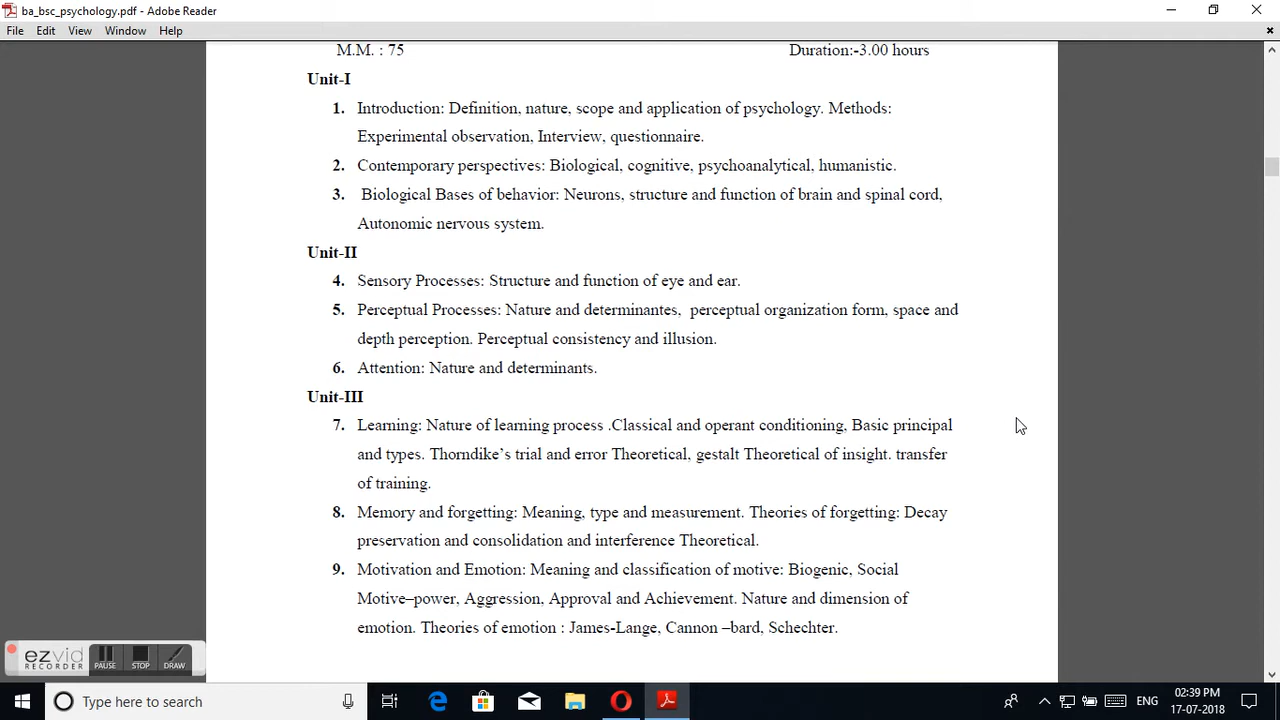 ba_bsc_psychology.pdf - Adobe Reader
File Edit View Window Help
M.M. : 75 Duration:-3.00 hours
Unit-I
1. Introduction: Definition, nature, scope and application of psychology. Methods:
Experimental observation, Interview, questionnaire.
2. Contemporary perspectives: Biological, cognitive, psychoanalytical, humanistic.
3. Biological Bases of behavior: Neurons, structure and function of brain and spinal cord,
Autonomic nervous system.
Unit-II
4. Sensory Processes: Structure and function of eye and ear.
5. Perceptual Processes: Nature and determinantes, perceptual organization form, space and
depth perception. Perceptual consistency and illusion.
6. Attention: Nature and determinants.
Unit-III
7. Learning: Nature of learning process .Classical and operant conditioning, Basic principal
and types. Thorndike’s trial and error Theoretical, gestalt Theoretical of insight. transfer
of training.
8. Memory and forgetting: Meaning, type and measurement. Theories of forgetting: Decay
preservation and consolidation and interference Theoretical.
9. Motivation and Emotion: Meaning and classification of motive: Biogenic, Social
Motive–power, Aggression, Approval and Achievement. Nature and dimension of
emotion. Theories of emotion : James-Lange, Cannon –bard, Schechter.
ezvid
RECORDER
PAUSE STOP DRAW
Type here to search
ENG
02:39 PM
17-07-2018